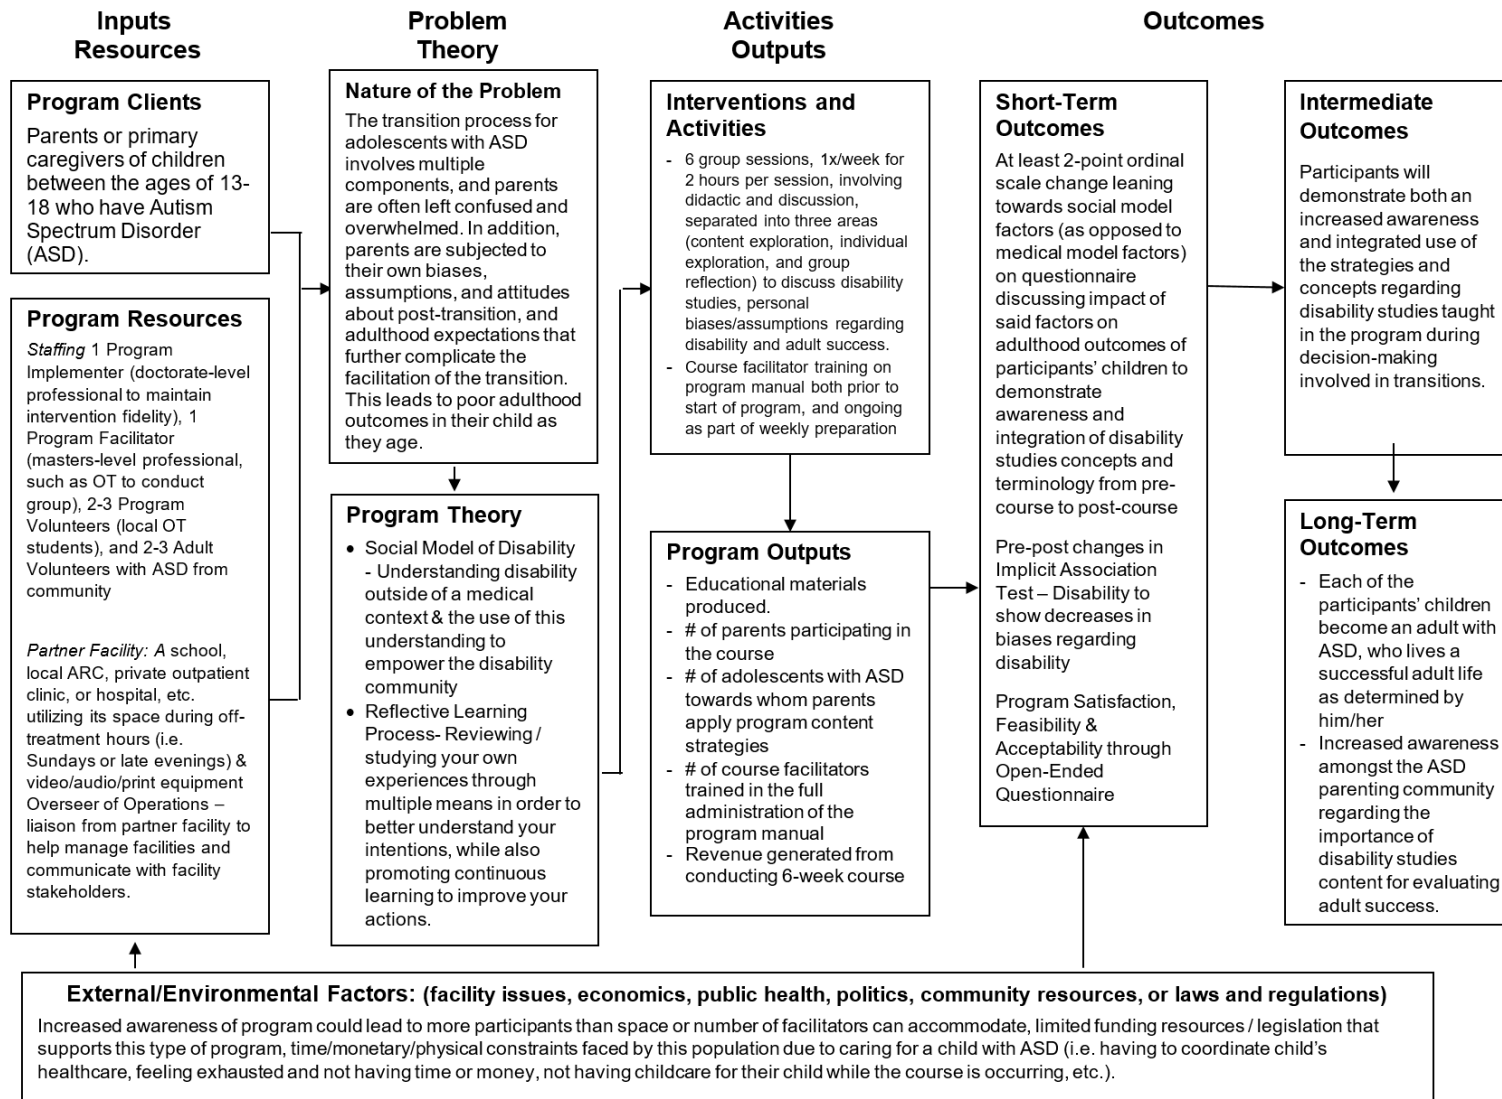 Inputs
Resources
Problem
Theory
Activities
Outputs
Outcomes
Program Clients
Parents or primary
caregivers of children
between the ages of 13-
18 who have Autism
Spectrum Disorder
(ASD).
Program Resources
Staffing 1 Program
Implementer (doctorate-level
professional to maintain
intervention fidelity), 1
Program Facilitator
(masters-level professional,
such as OT to conduct
group), 2-3 Program
Volunteers (local OT
students), and 2-3 Adult
Volunteers with ASD from
community
Partner Facility: A school,
local ARC, private outpatient
clinic, or hospital, etc.
utilizing its space during off-
treatment hours (i.e.
Sundays or late evenings) &
video/audio/print equipment
Overseer of Operations –
liaison from partner facility to
help manage facilities and
communicate with facility
stakeholders.
Nature of the Problem
The transition process for
adolescents with ASD
involves multiple
components, and parents
are often left confused and
overwhelmed. In addition,
parents are subjected to
their own biases,
assumptions, and attitudes
about post-transition, and
adulthood expectations that
further complicate the
facilitation of the transition.
This leads to poor adulthood
outcomes in their child as
they age.
Program Theory
• Social Model of Disability
- Understanding disability
outside of a medical
context & the use of this
understanding to
empower the disability
community
• Reflective Learning
Process- Reviewing /
studying your own
experiences through
multiple means in order to
better understand your
intentions, while also
promoting continuous
learning to improve your
actions.
Interventions and
Activities
- 6 group sessions, 1x/week for
2 hours per session, involving
didactic and discussion,
separated into three areas
(content exploration, individual
exploration, and group
reflection) to discuss disability
studies, personal
biases/assumptions regarding
disability and adult success.
- Course facilitator training on
program manual both prior to
start of program, and ongoing
as part of weekly preparation
Program Outputs
- Educational materials
produced.
- # of parents participating in
the course
- # of adolescents with ASD
towards whom parents
apply program content
strategies
- # of course facilitators
trained in the full
administration of the
program manual
- Revenue generated from
conducting 6-week course
Short-Term
Outcomes
At least 2-point ordinal
scale change leaning
towards social model
factors (as opposed to
medical model factors)
on questionnaire
discussing impact of
said factors on
adulthood outcomes of
participants’ children to
demonstrate
awareness and
integration of disability
studies concepts and
terminology from pre-
course to post-course
Pre-post changes in
Implicit Association
Test – Disability to
show decreases in
biases regarding
disability
Program Satisfaction,
Feasibility &
Acceptability through
Open-Ended
Questionnaire
Intermediate
Outcomes
Participants will
demonstrate both an
increased awareness
and integrated use of
the strategies and
concepts regarding
disability studies taught
in the program during
decision-making
involved in transitions.
Long-Term
Outcomes
- Each of the
participants’ children
become an adult with
ASD, who lives a
successful adult life
as determined by
him/her
- Increased awareness
amongst the ASD
parenting community
regarding the
importance of
disability studies
content for evaluating
adult success.
External/Environmental Factors: (facility issues, economics, public health, politics, community resources, or laws and regulations)
Increased awareness of program could lead to more participants than space or number of facilitators can accommodate, limited funding resources / legislation that
supports this type of program, time/monetary/physical constraints faced by this population due to caring for a child with ASD (i.e. having to coordinate child’s
healthcare, feeling exhausted and not having time or money, not having childcare for their child while the course is occurring, etc.).